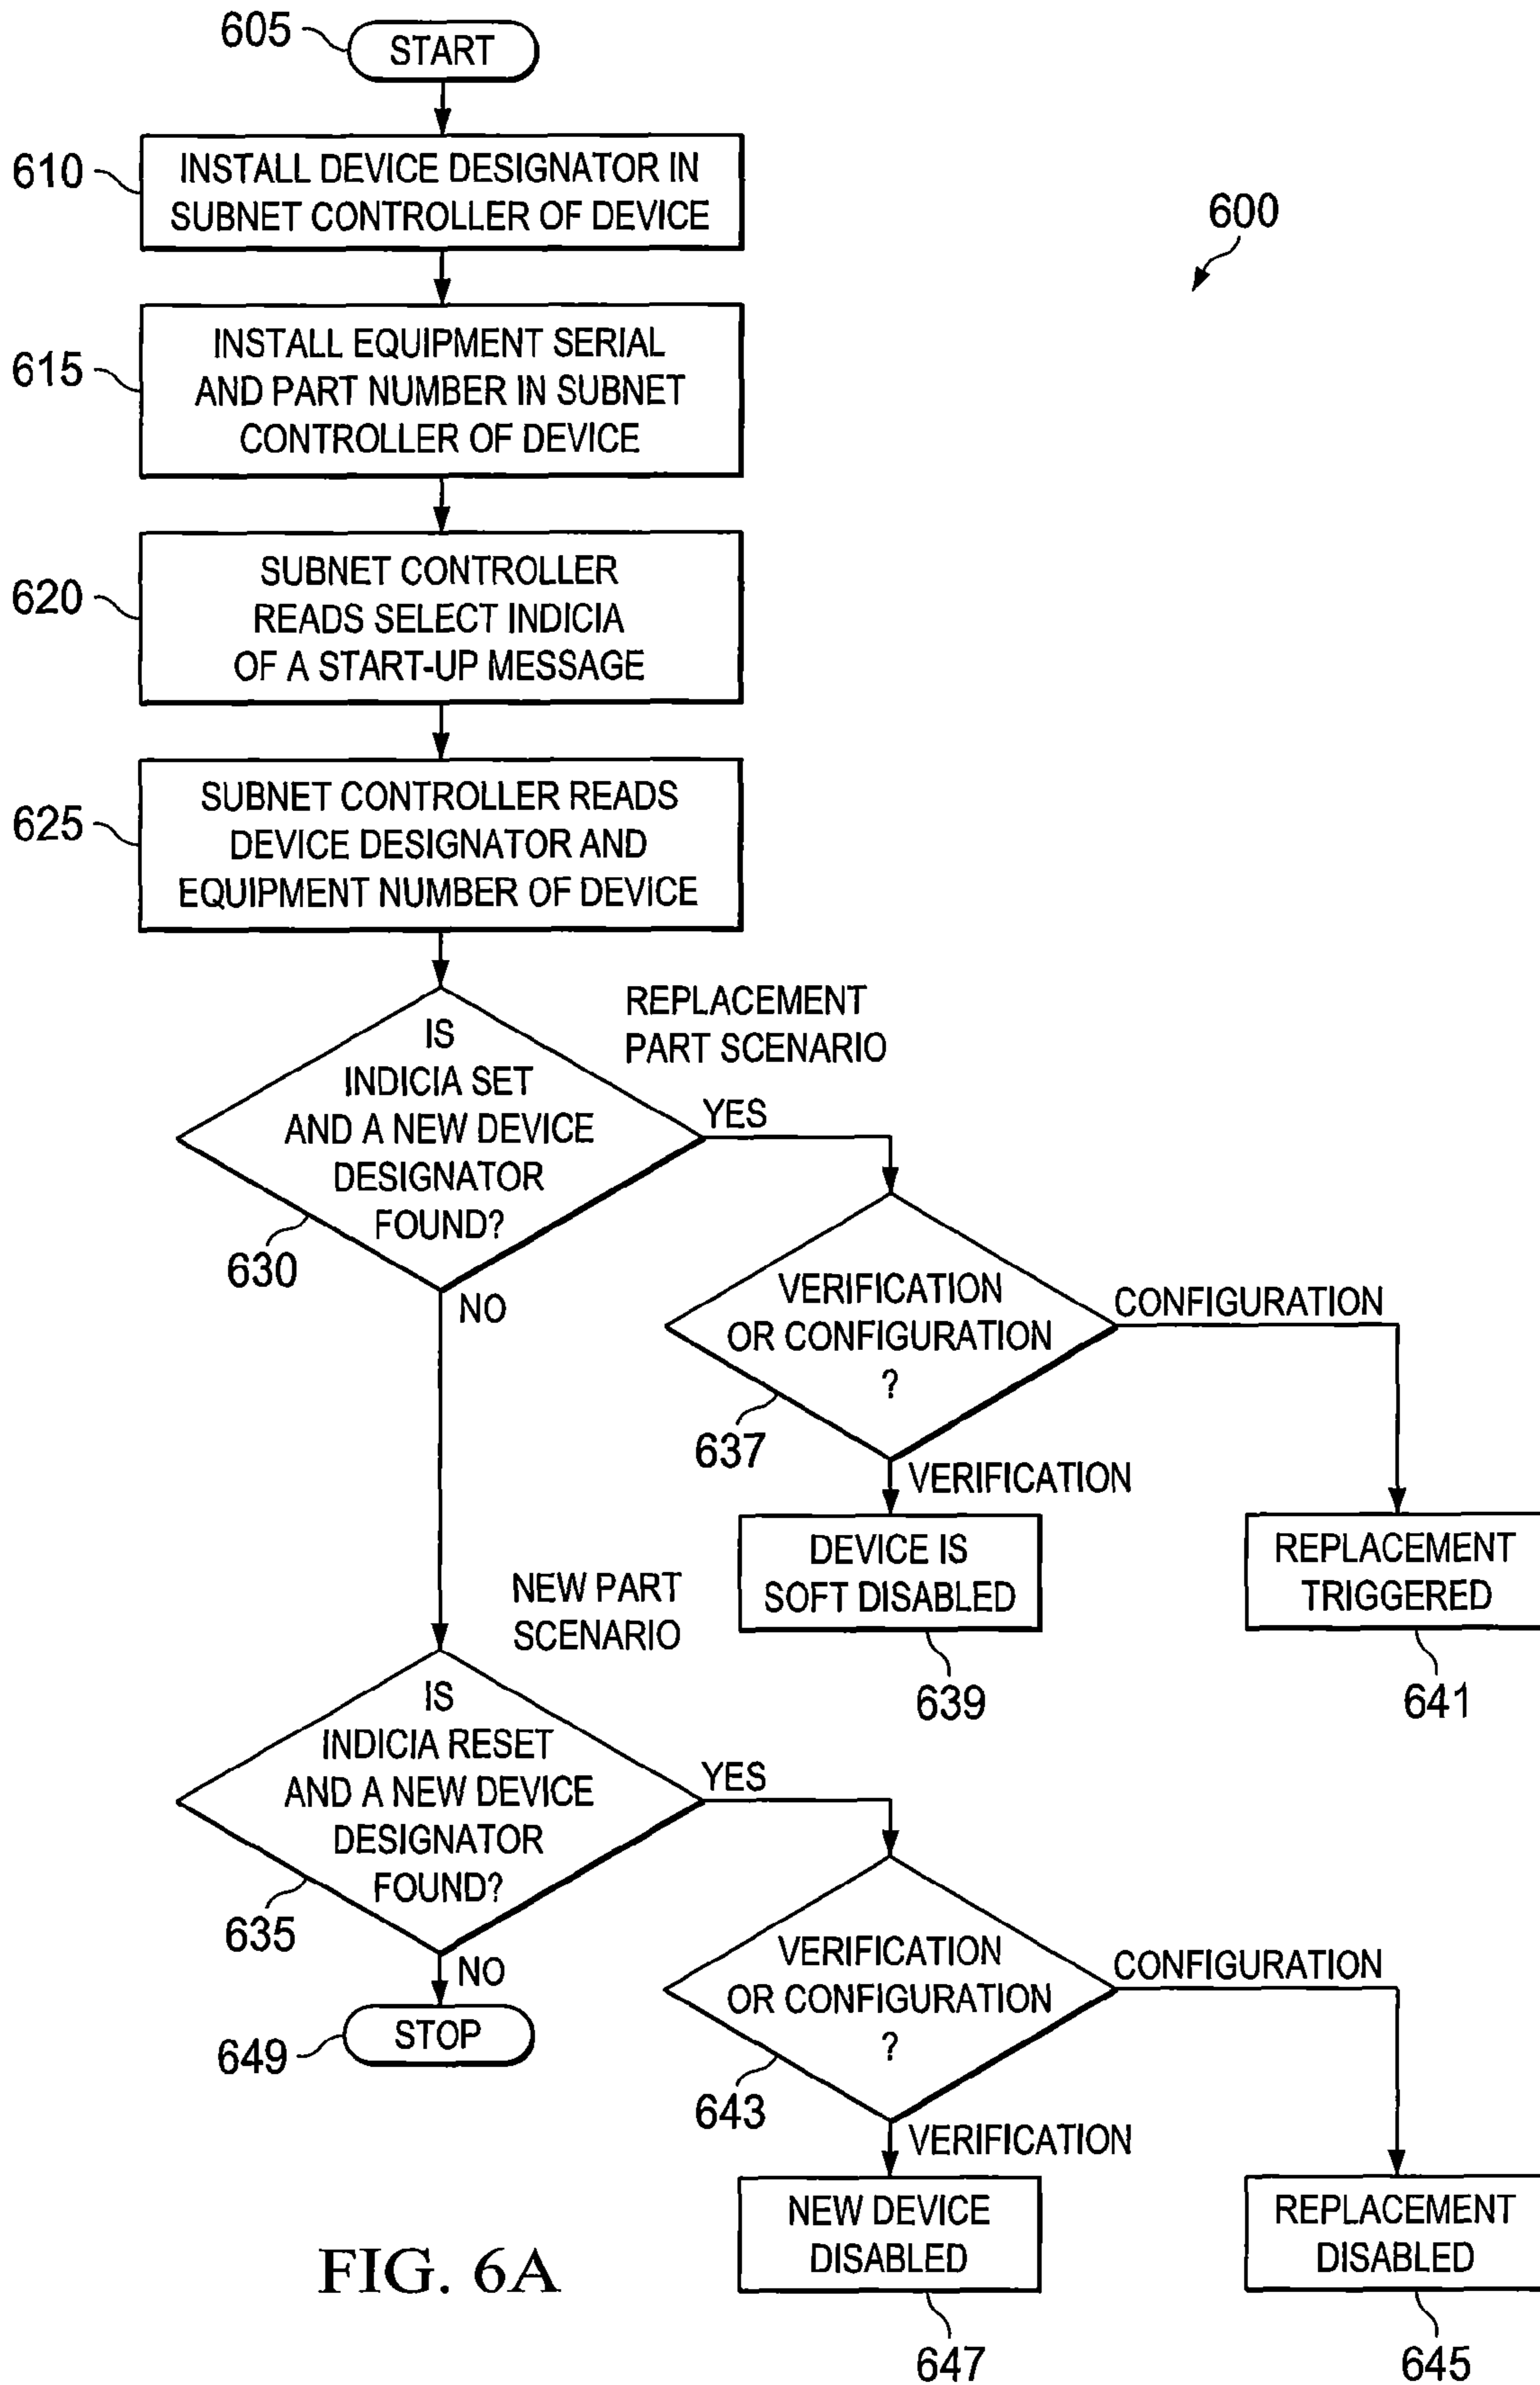 605
START
610
INSTALL DEVICE DESIGNATOR IN
SUBNET CONTROLLER OF DEVICE
600
615
INSTALL EQUIPMENT SERIAL
AND PART NUMBER IN SUBNET
CONTROLLER OF DEVICE
620
SUBNET CONTROLLER
READS SELECT INDICIA
OF A START-UP MESSAGE
625
SUBNET CONTROLLER READS
DEVICE DESIGNATOR AND
EQUIPMENT NUMBER OF DEVICE
REPLACEMENT
PART SCENARIO
IS
INDICIA SET
AND A NEW DEVICE
DESIGNATOR
FOUND?
YES
630
NO
VERIFICATION
OR CONFIGURATION
?
CONFIGURATION
637
VERIFICATION
DEVICE IS
SOFT DISABLED
639
REPLACEMENT
TRIGGERED
641
NEW PART
SCENARIO
IS
INDICIA RESET
AND A NEW DEVICE
DESIGNATOR
FOUND?
YES
635
NO
STOP
649
VERIFICATION
OR CONFIGURATION
?
CONFIGURATION
643
VERIFICATION
NEW DEVICE
DISABLED
647
REPLACEMENT
DISABLED
645
FIG. 6A